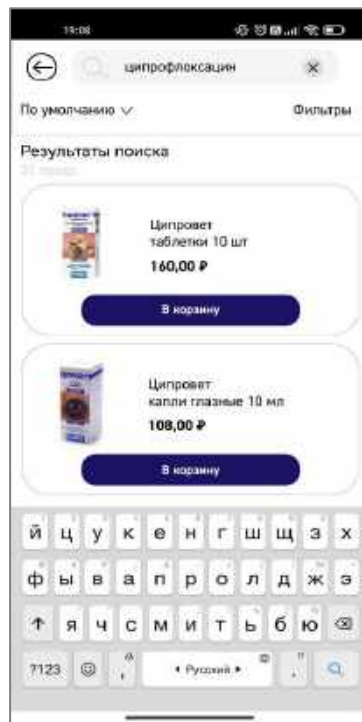 19:08
ципрофлоксацин
По умолчанию
Фильтры
Результаты поиска
Ципровет
таблетки 10 шт
160,00 ₽
В корзину
Ципровет
капли глазные 10 мл
108,00 ₽
В корзину
й ц у к е н г ш щ з х
ф ы в а п р о л д ж э
я ч с м и т ь б ю
?123 , Русский .